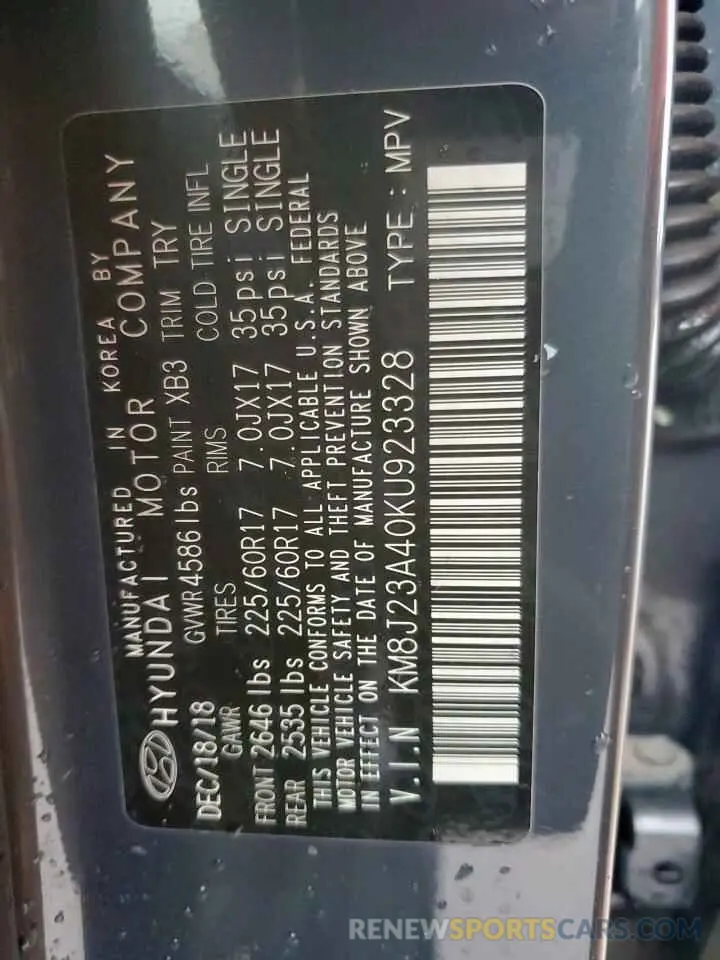 MANUFACTURED IN KOREA BY
HYUNDAI MOTOR COMPANY
DEC/18/18 GVWR4586lbs PAINT XB3 TRIM TRY
GAWR TIRES RIMS COLD TIRE INFL
FRONT 2646 lbs 225/60R17 7.0JX17 35psi SINGLE
REAR 2535 lbs 225/60R17 7.0JX17 35psi SINGLE
THIS VEHICLE CONFORMS TO ALL APPLICABLE U.S.A. FEDERAL
MOTOR VEHICLE SAFETY AND THEFT PREVENTION STANDARDS
IN EFFECT ON THE DATE OF MANUFACTURE SHOWN ABOVE
V.I.N KM8J23A40KU923328 TYPE : MPV
RENEWSPORTSCARS.COM